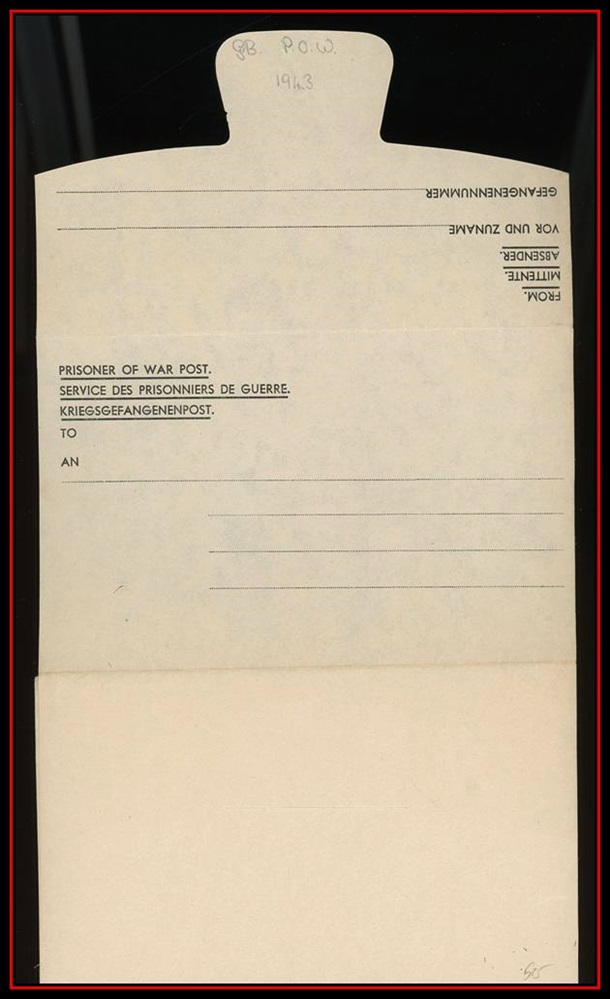 GB. P.O.W.
1943
GEFANGENENNUMMER
VOR UND ZUNAME
ABSENDER.
MITTENTE.
FROM.
PRISONER OF WAR POST.
SERVICE DES PRISONNIERS DE GUERRE.
KRIEGSGEFANGENENPOST.
TO
AN